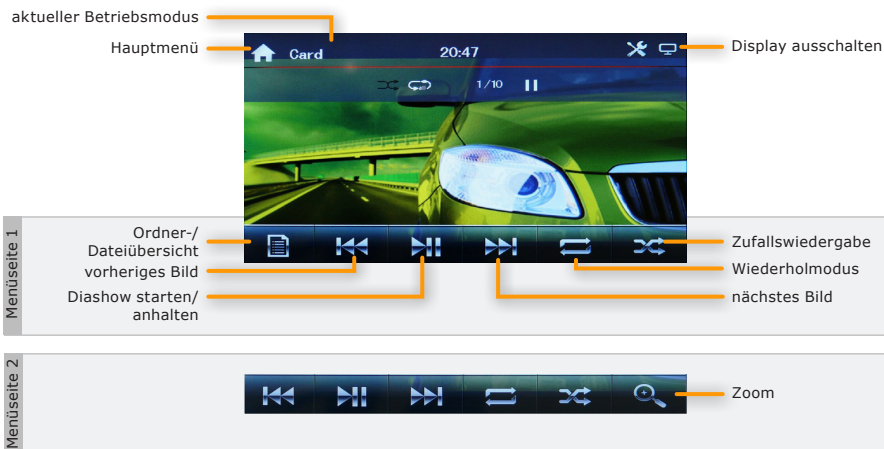 aktueller Betriebsmodus
Hauptmenü
Display ausschalten
Card
20:47
1/10
Menüseite 1
Ordner-/
Dateiübersicht
vorheriges Bild
Diashow starten/
anhalten
Zufallswiedergabe
Wiederholmodus
nächstes Bild
Menüseite 2
Zoom